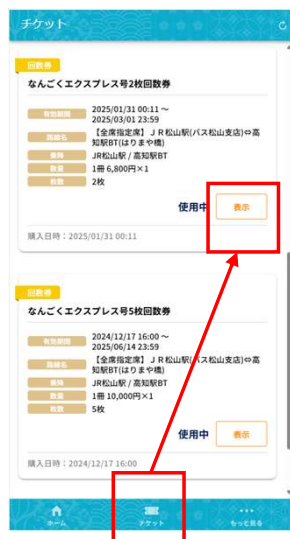 チケット
回数券
なんごくエクスプレス号2枚回数券
有効期間
2025/01/31 00:11 ～
2025/03/01 23:59
路線名
【全席指定席】ＪＲ松山駅(バス松山支店)⇔高
知駅BT(はりまや橋)
乗降
JR松山駅 / 高知駅BT
数量
1冊 6,800円×1
枚数
2枚
使用中
表示
購入日時：2025/01/31 00:11
回数券
なんごくエクスプレス号5枚回数券
有効期間
2024/12/17 16:00 ～
2025/06/14 23:59
路線名
【全席指定席】ＪＲ松山駅(バス松山支店)⇔高
知駅BT(はりまや橋)
乗降
JR松山駅 / 高知駅BT
数量
1冊 10,000円×1
枚数
5枚
使用中
表示
購入日時：2024/12/17 16:00
ホーム
チケット
もっと見る